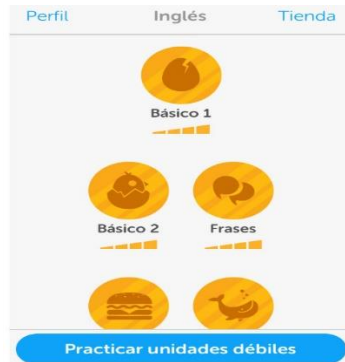 Perfil Inglés Tienda
Básico 1
Básico 2 Frases
Practicar unidades débiles